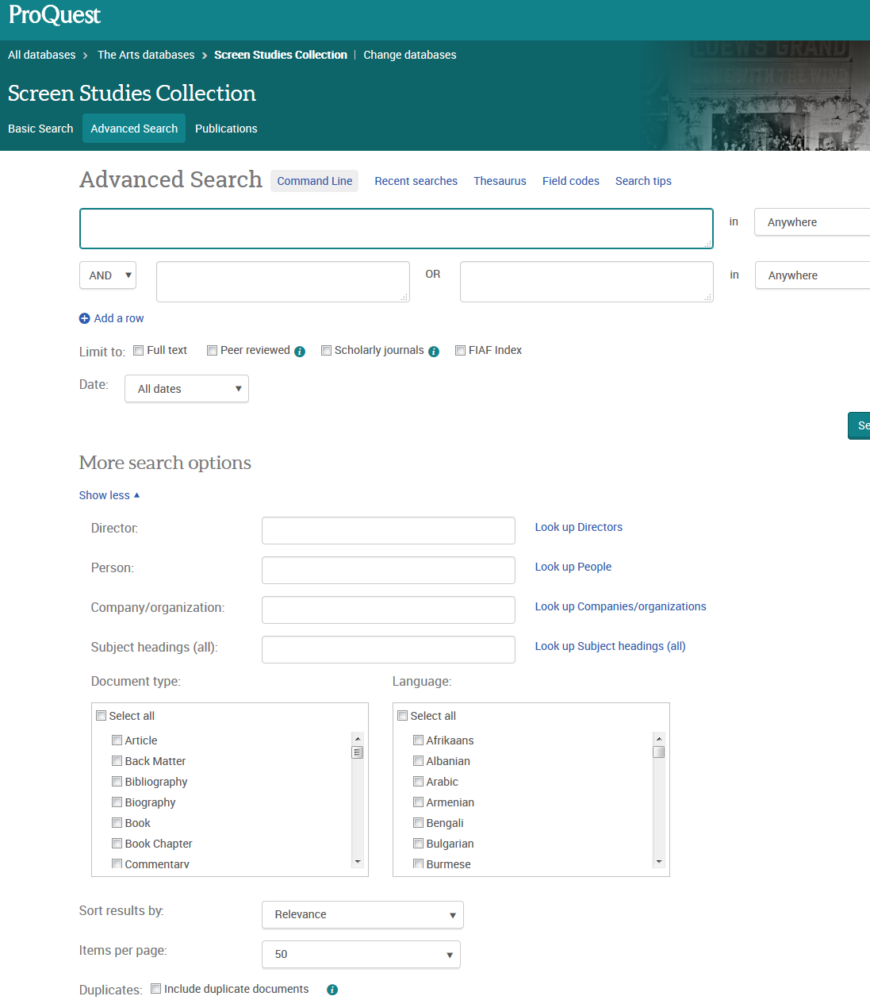 ProQuest
All databases > The Arts databases > Screen Studies Collection | Change databases
LOEW'S GRAND
GONE WITH THE WIND
Screen Studies Collection
Basic Search Advanced Search Publications
Advanced Search Command Line Recent searches Thesaurus Field codes Search tips
in Anywhere
AND OR in Anywhere
Add a row
Limit to: Full text Peer reviewed i Scholarly journals i FIAF Index
Date: All dates
Se
More search options
Show less
Director: Look up Directors
Person: Look up People
Company/organization: Look up Companies/organizations
Subject headings (all): Look up Subject headings (all)
Document type: Language:
Select all Select all
Article Afrikaans
Back Matter Albanian
Bibliography Arabic
Biography Armenian
Book Bengali
Book Chapter Bulgarian
Commentary Burmese
Sort results by: Relevance
Items per page: 50
Duplicates: Include duplicate documents i